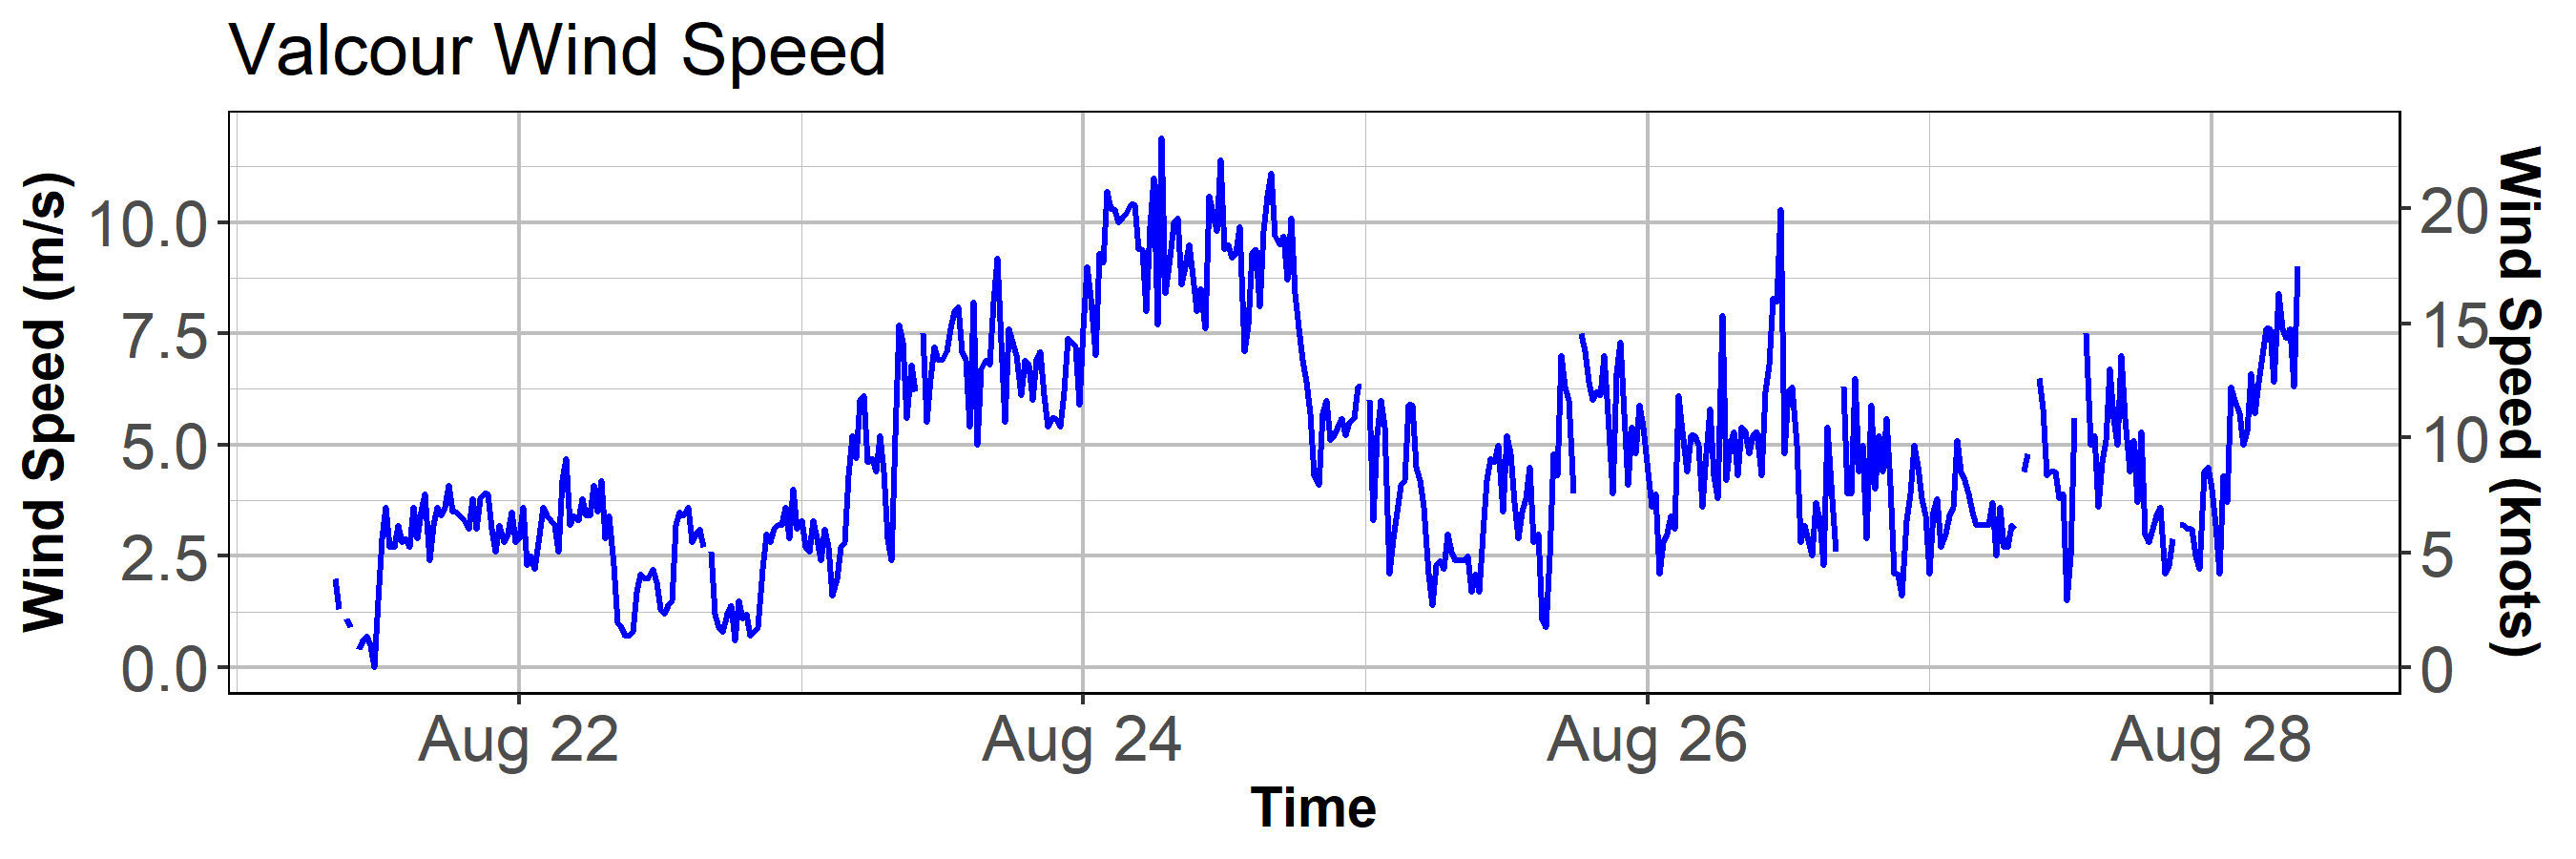 Valcour Wind Speed
Wind Speed (m/s)
10.0
7.5
5.0
2.5
0.0
20
15
10
5
0
Wind Speed (knots)
Aug 22
Aug 24
Aug 26
Aug 28
Time